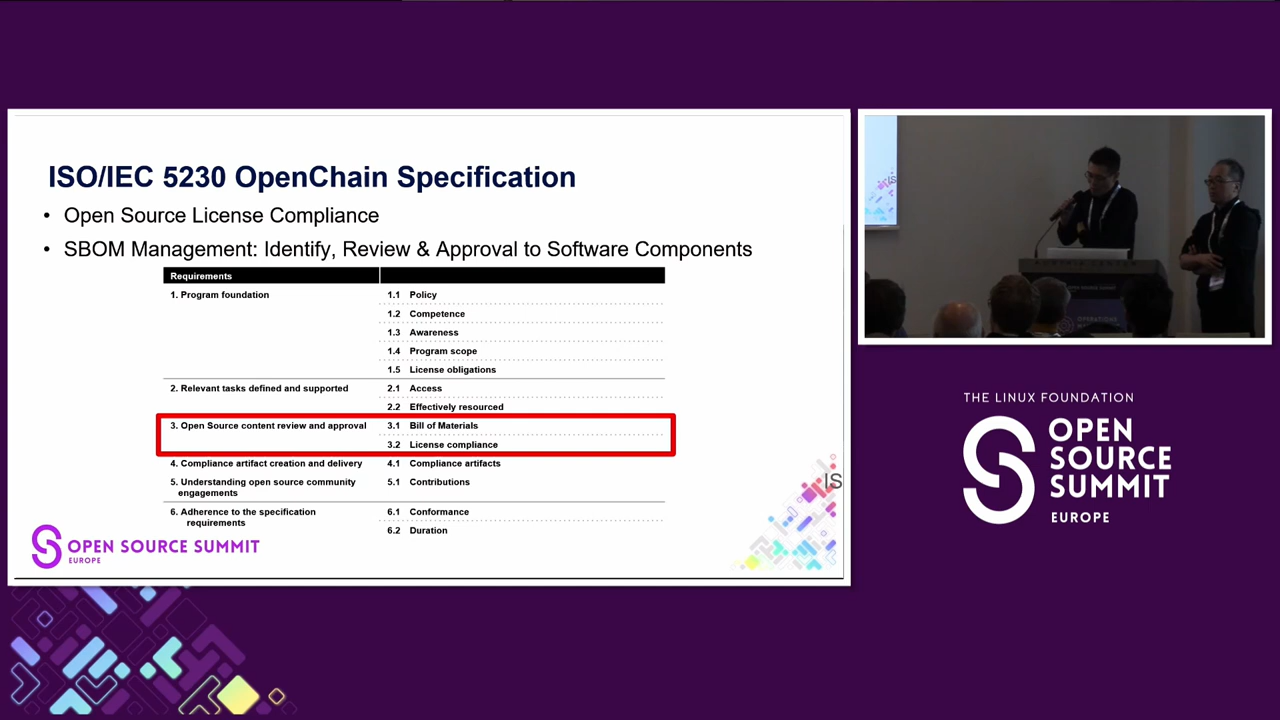 ISO/IEC 5230 OpenChain Specification
• Open Source License Compliance
• SBOM Management: Identify, Review & Approval to Software Components
Requirements
1. Program foundation
1.1 Policy
1.2 Competence
1.3 Awareness
1.4 Program scope
1.5 License obligations
2. Relevant tasks defined and supported
2.1 Access
2.2 Effectively resourced
3. Open Source content review and approval
3.1 Bill of Materials
3.2 License compliance
4. Compliance artifact creation and delivery
4.1 Compliance artifacts
5. Understanding open source community
engagements
5.1 Contributions
6. Adherence to the specification
requirements
6.1 Conformance
6.2 Duration
IS
OPEN SOURCE SUMMIT
EUROPE
IS
THE LINUX FOUNDATION
OPEN
SOURCE
SUMMIT
EUROPE